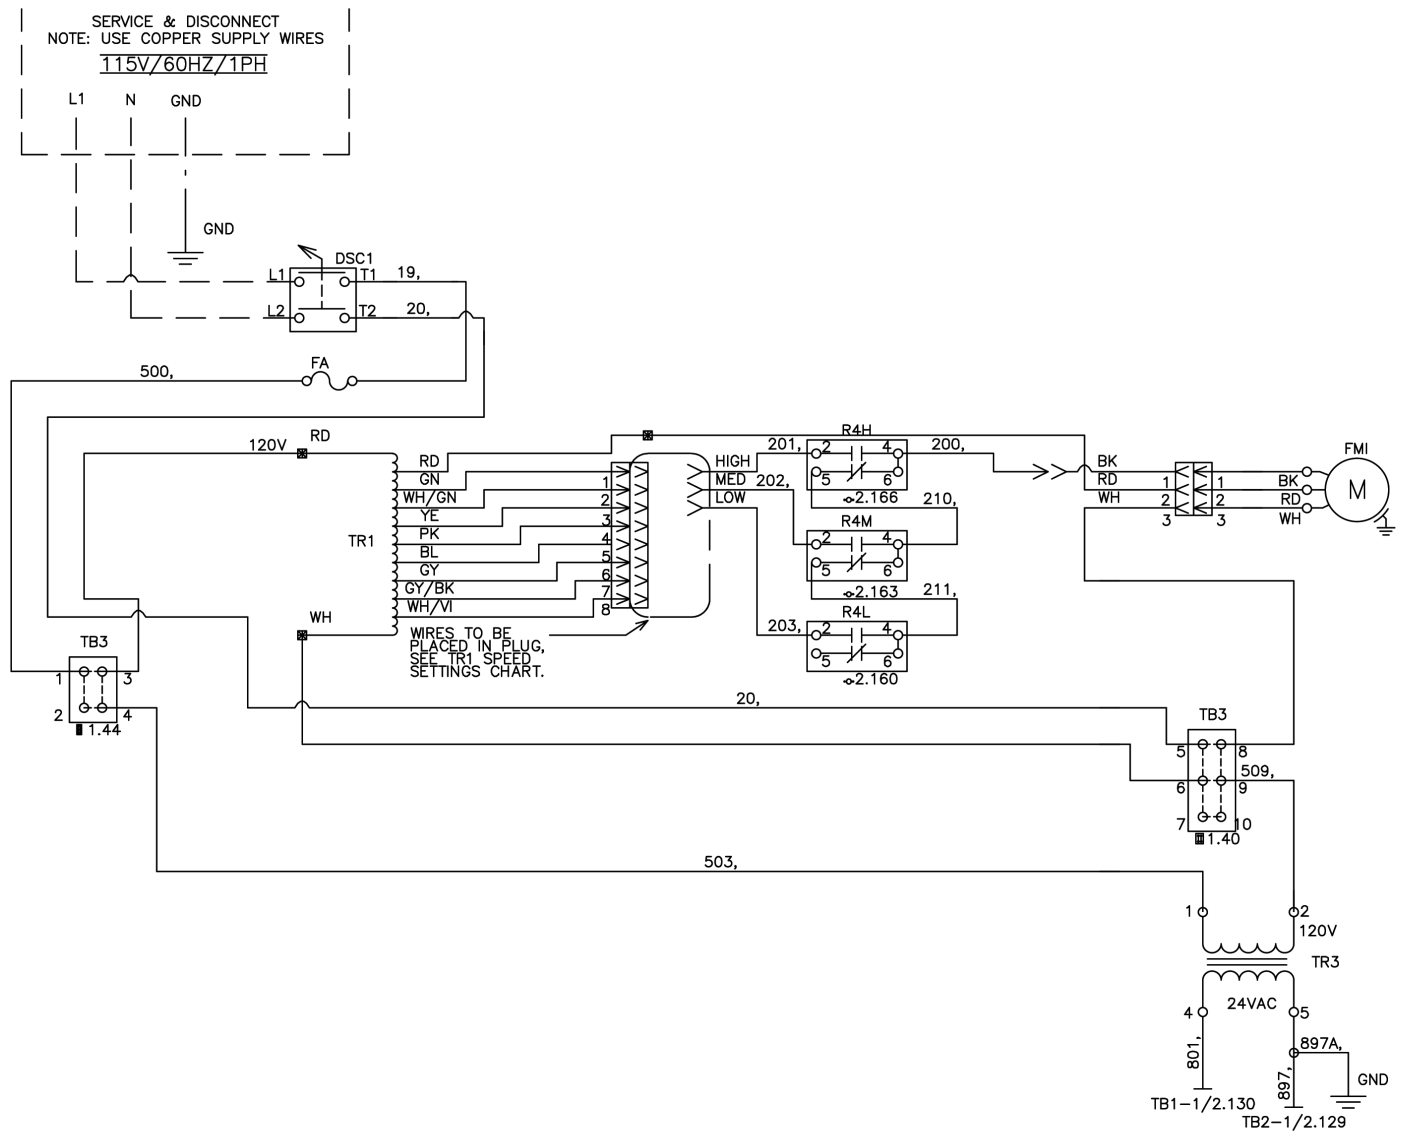 SERVICE & DISCONNECT
NOTE: USE COPPER SUPPLY WIRES
115V/60HZ/1PH
L1 N GND
GND
DSC1
L1 T1 19,
L2 T2 20,
FA
500,
120V RD
RD
GN
WH/GN
YE
PK
BL
GY
GY/BK
WH/VI
TR1
WH
1
2
3
4
5
6
7
8
WIRES TO BE
PLACED IN PLUG,
SEE TR1 SPEED
SETTINGS CHART.
HIGH
MED
LOW
201,
202,
203,
R4H
2 4
5 6
2.166
200,
210,
R4M
2 4
5 6
2.163
211,
R4L
2 4
5 6
2.160
BK
RD
WH
1 1
2 2
3 3
BK
RD
WH
FMI
M
TB3
1 3
2 4
1.44
20,
TB3
5 8
509,
6 9
7 10
1.40
503,
1 2
120V
TR3
24VAC
4 5
801,
897A,
897,
GND
TB1-1/2.130
TB2-1/2.129